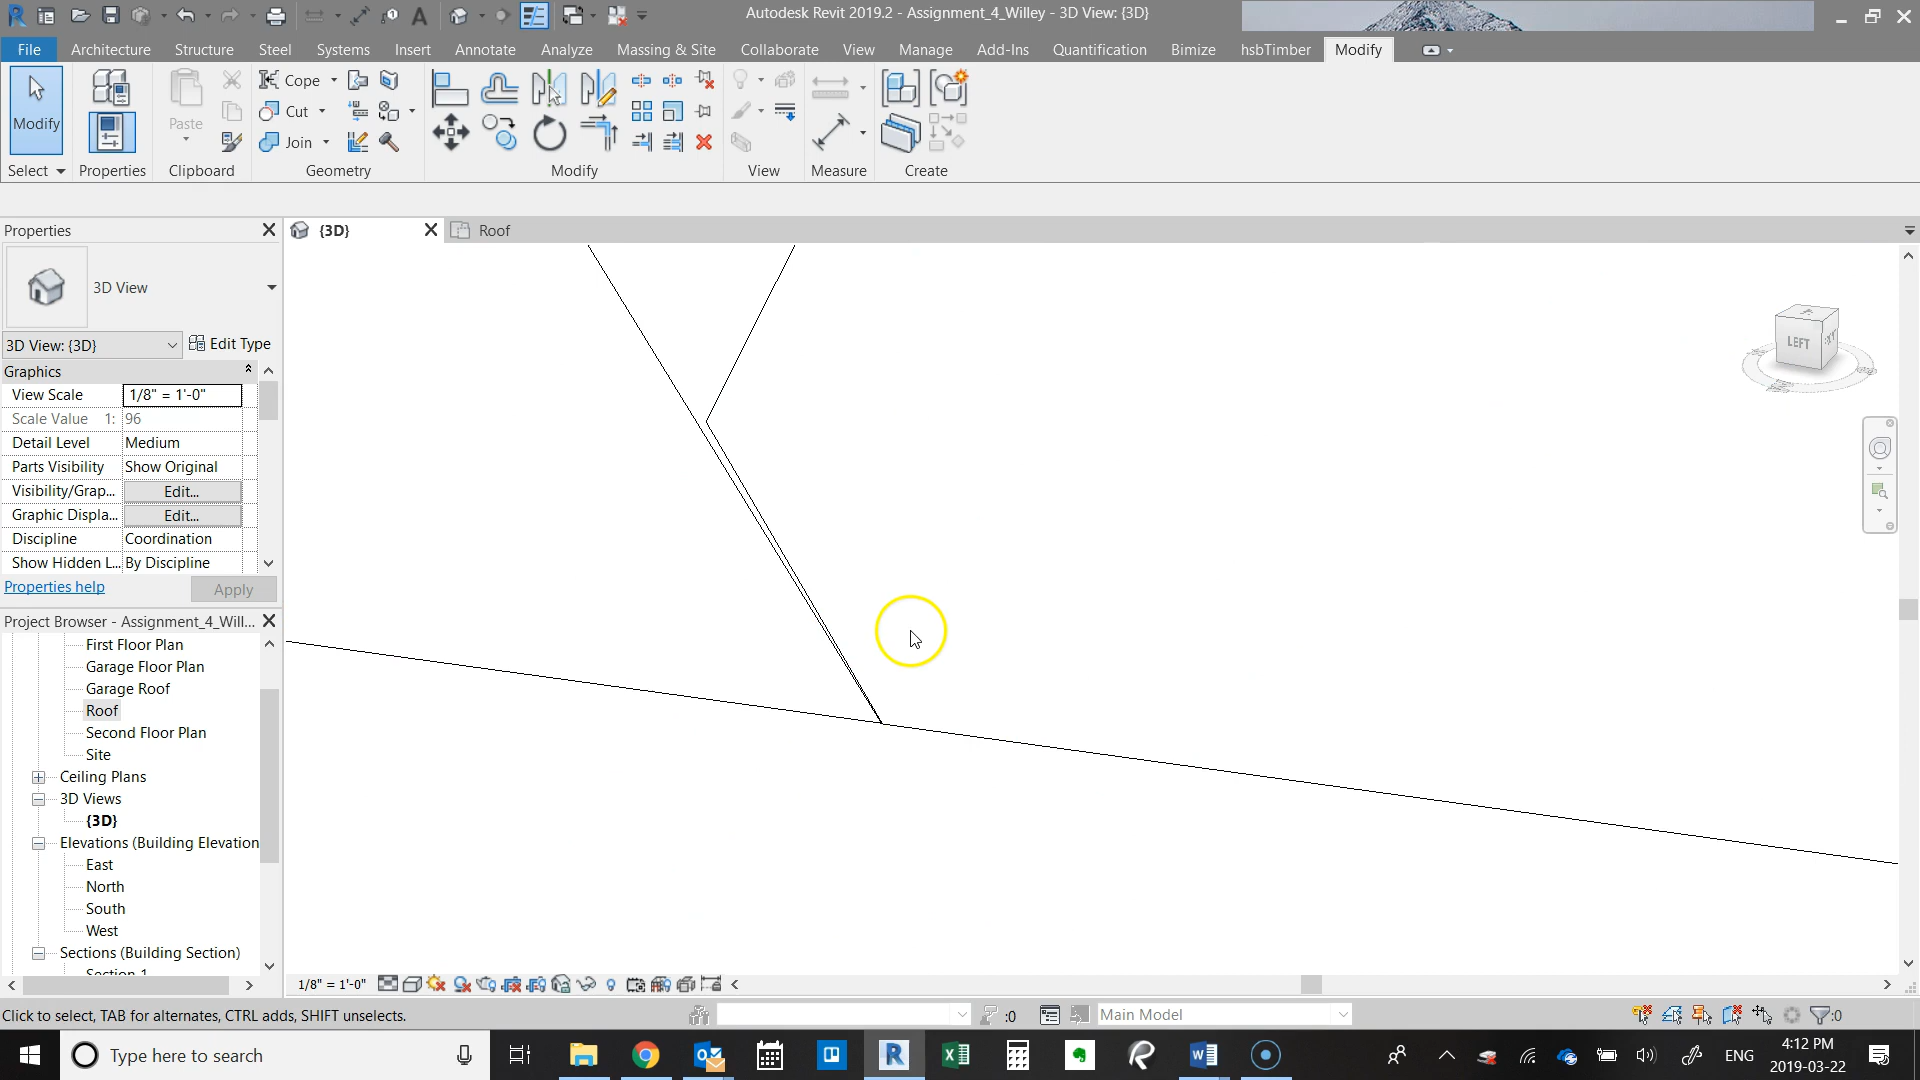 Autodesk Revit 2019.2 - Assignment_4_Willey - 3D View: {3D}
File Architecture Structure Steel Systems Insert Annotate Analyze Massing & Site Collaborate View Manage Add-Ins Quantification Bimize hsbTimber Modify
Modify Paste Cope
Cut
Join
Select Properties Clipboard Geometry Modify View Measure Create
Properties
{3D} Roof
3D View
3D View: {3D} Edit Type
Graphics
View Scale 1/8" = 1'-0"
Scale Value 1: 96
Detail Level Medium
Parts Visibility Show Original
Visibility/Grap... Edit...
Graphic Displa... Edit...
Discipline Coordination
Show Hidden L... By Discipline
Properties help Apply
LEFT
Project Browser - Assignment_4_Will...
First Floor Plan
Garage Floor Plan
Garage Roof
Roof
Second Floor Plan
Site
Ceiling Plans
3D Views
{3D}
Elevations (Building Elevation
East
North
South
West
Sections (Building Section)
Section 1
1/8" = 1'-0"
Click to select, TAB for alternates, CTRL adds, SHIFT unselects. :0 Main Model :0
Type here to search
ENG 4:12 PM
2019-03-22